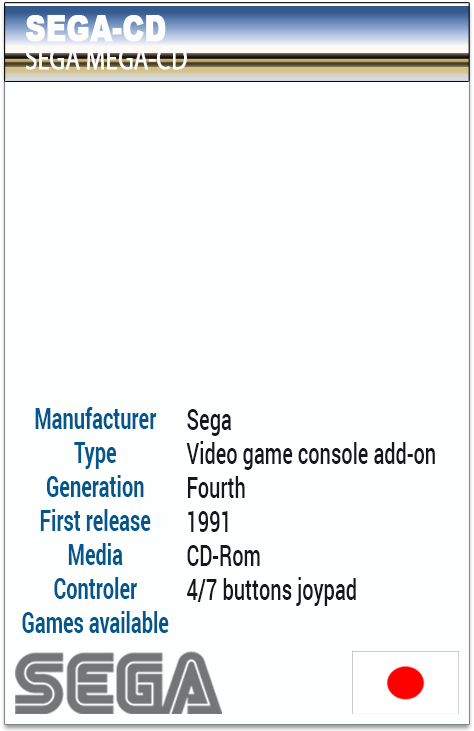 SEGA-CD
SEGA MEGA-CD
Manufacturer Sega
Type Video game console add-on
Generation Fourth
First release 1991
Media CD-Rom
Controler 4/7 buttons joypad
Games available
SEGA